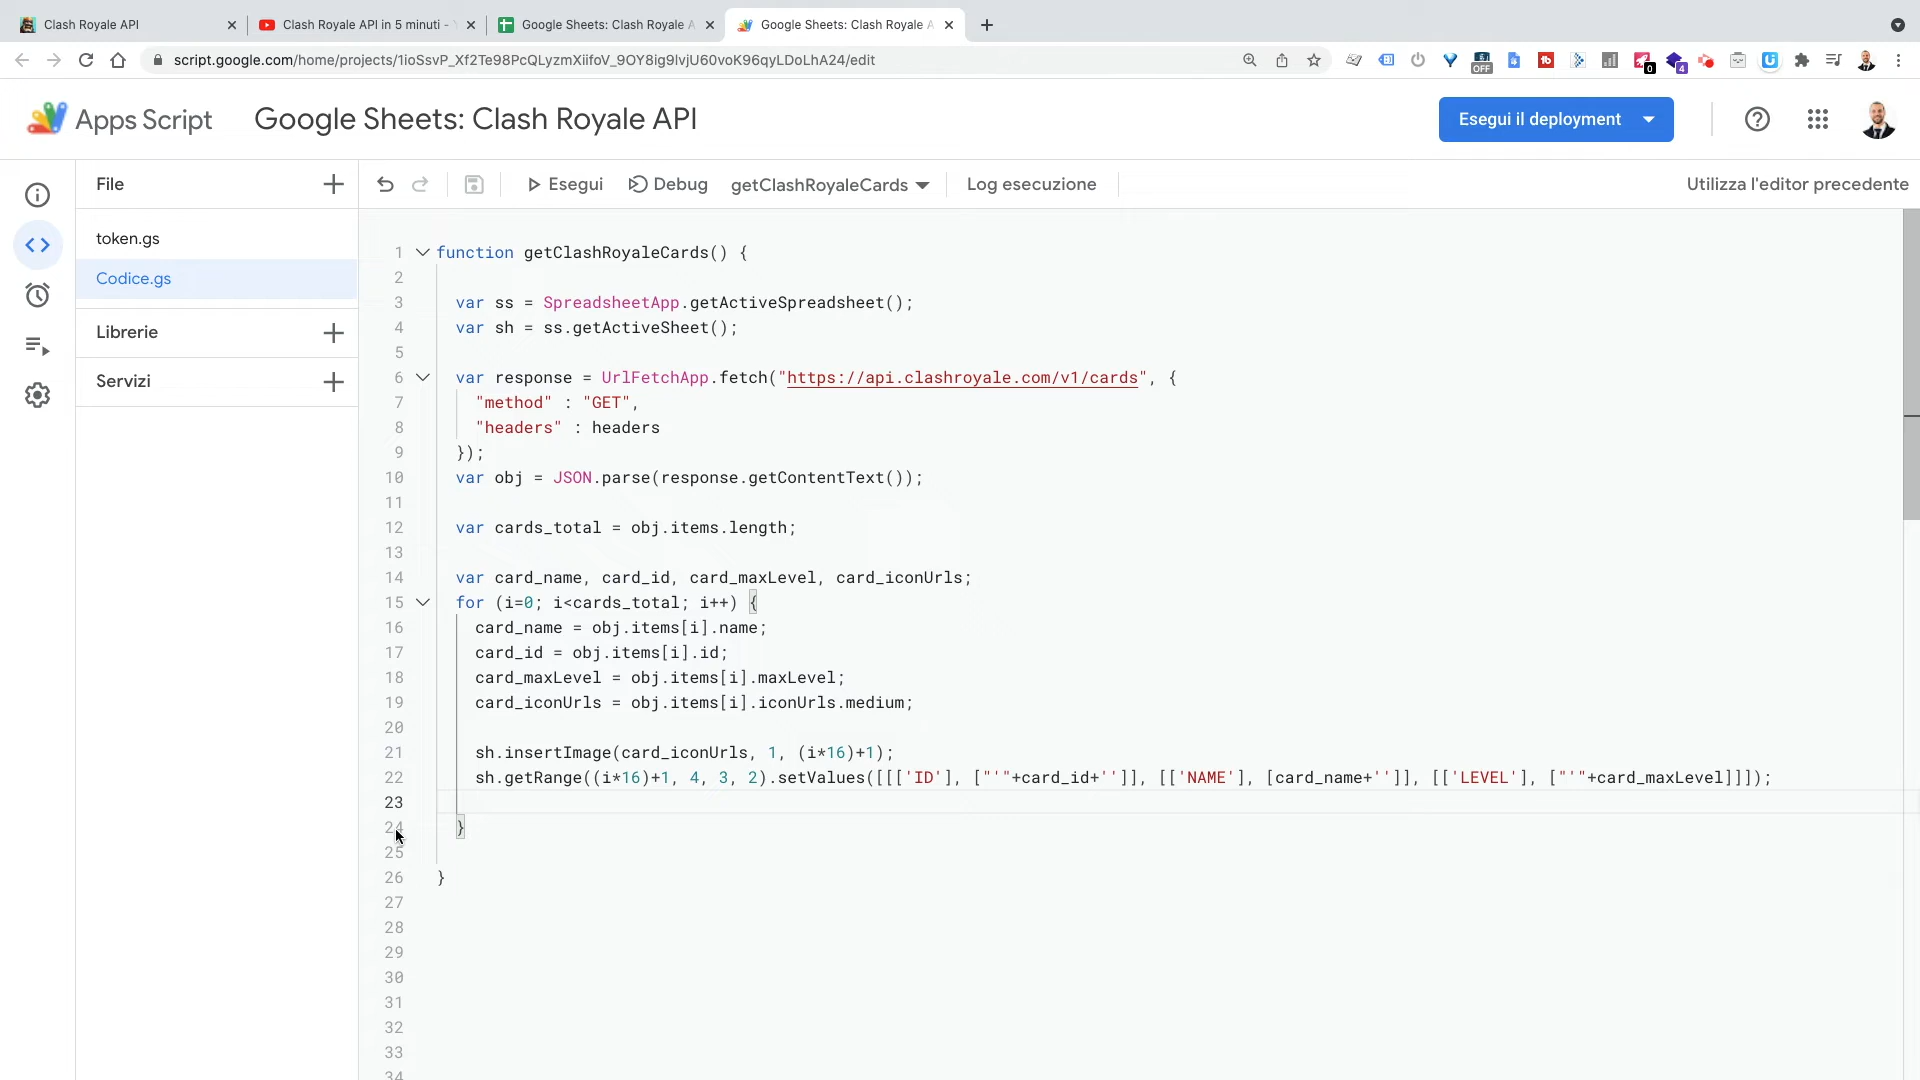 Clash Royale API
Clash Royale API in 5 minuti -
Google Sheets: Clash Royale A
Google Sheets: Clash Royale A
script.google.com/home/projects/1ioSsvP_Xf2Te98PcQLyzmXiifoV_9OY8ig9lvjU60voK96qyLDoLhA24/edit
OFF
0
4
Apps Script
Google Sheets: Clash Royale API
Esegui il deployment
File
Esegui
Debug
getClashRoyaleCards
Log esecuzione
Utilizza l'editor precedente
token.gs
Codice.gs
Librerie
Servizi
1 function getClashRoyaleCards() {
2
3 var ss = SpreadsheetApp.getActiveSpreadsheet();
4 var sh = ss.getActiveSheet();
5
6 var response = UrlFetchApp.fetch("https://api.clashroyale.com/v1/cards", {
7 "method" : "GET",
8 "headers" : headers
9 });
10 var obj = JSON.parse(response.getContentText());
11
12 var cards_total = obj.items.length;
13
14 var card_name, card_id, card_maxLevel, card_iconUrls;
15 for (i=0; i<cards_total; i++) {
16 card_name = obj.items[i].name;
17 card_id = obj.items[i].id;
18 card_maxLevel = obj.items[i].maxLevel;
19 card_iconUrls = obj.items[i].iconUrls.medium;
20
21 sh.insertImage(card_iconUrls, 1, (i*16)+1);
22 sh.getRange((i*16)+1, 4, 3, 2).setValues([[['ID'], ["'"+card_id+'']], [['NAME'], [card_name+'']], [['LEVEL'], ["'"+card_maxLevel]]]);
23
24 }
25
26 }
27
28
29
30
31
32
33
34